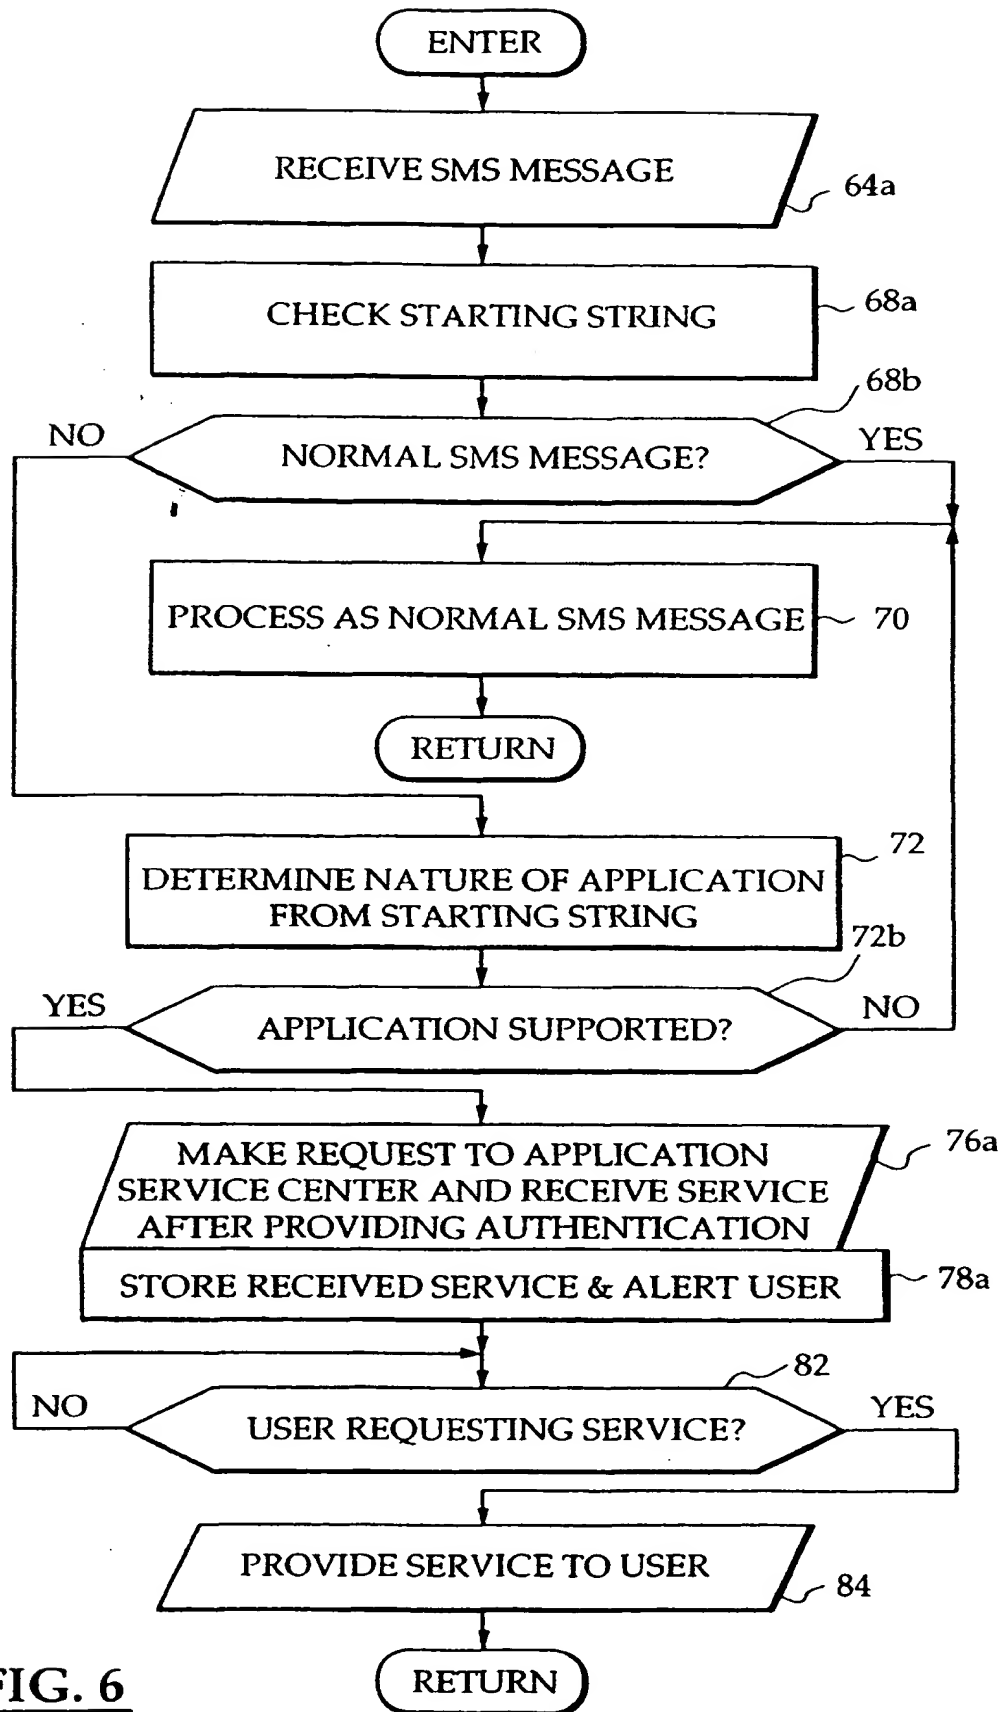 ENTER
RECEIVE SMS MESSAGE
64a
CHECK STARTING STRING
68a
68b
NO
NORMAL SMS MESSAGE?
YES
PROCESS AS NORMAL SMS MESSAGE
70
RETURN
72
DETERMINE NATURE OF APPLICATION
FROM STARTING STRING
72b
YES
APPLICATION SUPPORTED?
NO
MAKE REQUEST TO APPLICATION
SERVICE CENTER AND RECEIVE SERVICE
AFTER PROVIDING AUTHENTICATION
76a
STORE RECEIVED SERVICE & ALERT USER
78a
82
NO
USER REQUESTING SERVICE?
YES
PROVIDE SERVICE TO USER
84
RETURN
FIG. 6